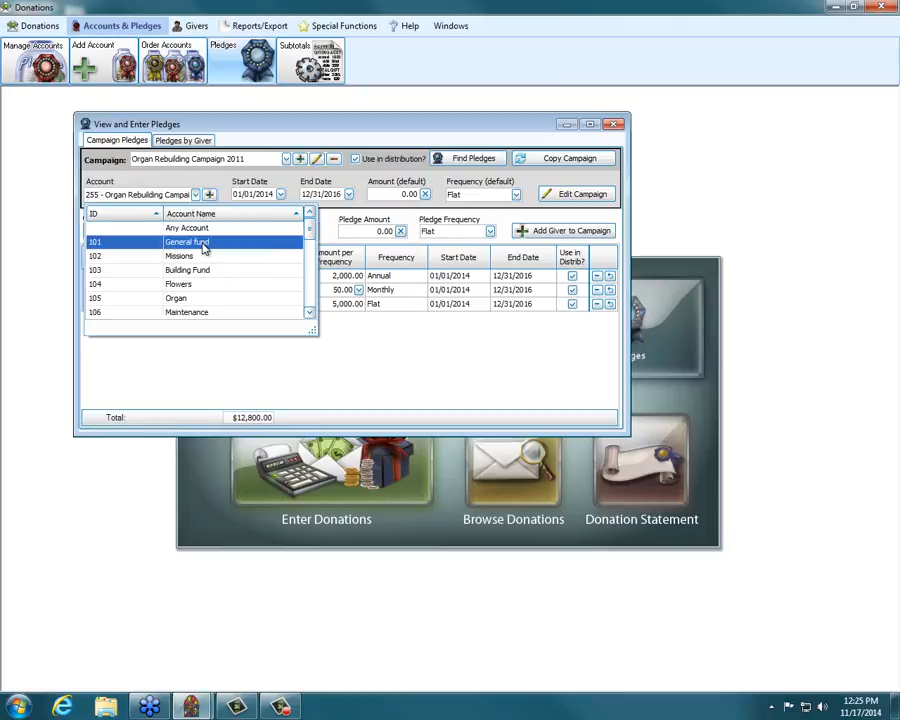 Donations
Donations Accounts & Pledges Givers Reports/Export Special Functions Help Windows
Manage Accounts Add Account Order Accounts Pledges Subtotals
View and Enter Pledges
Campaign Pledges Pledges by Giver
Campaign: Organ Rebuilding Campaign 2011 Use in distribution? Find Pledges Copy Campaign
Account Start Date End Date Amount (default) Frequency (default)
255 - Organ Rebuilding Campai 01/01/2014 12/31/2016 0.00 Flat Edit Campaign
ID Account Name
Pledge Amount Pledge Frequency
Any Account
0.00 Flat Add Giver to Campaign
101 General fund
102 Missions
mount per Frequency Frequency Start Date End Date Use in Distrib?
103 Building Fund
2,000.00 Annual 01/01/2014 12/31/2016
104 Flowers
50.00 Monthly 01/01/2014 12/31/2016
105 Organ
5,000.00 Flat 01/01/2014 12/31/2016
106 Maintenance
ges
Total: $12,800.00
Enter Donations Browse Donations Donation Statement
12:25 PM
11/17/2014